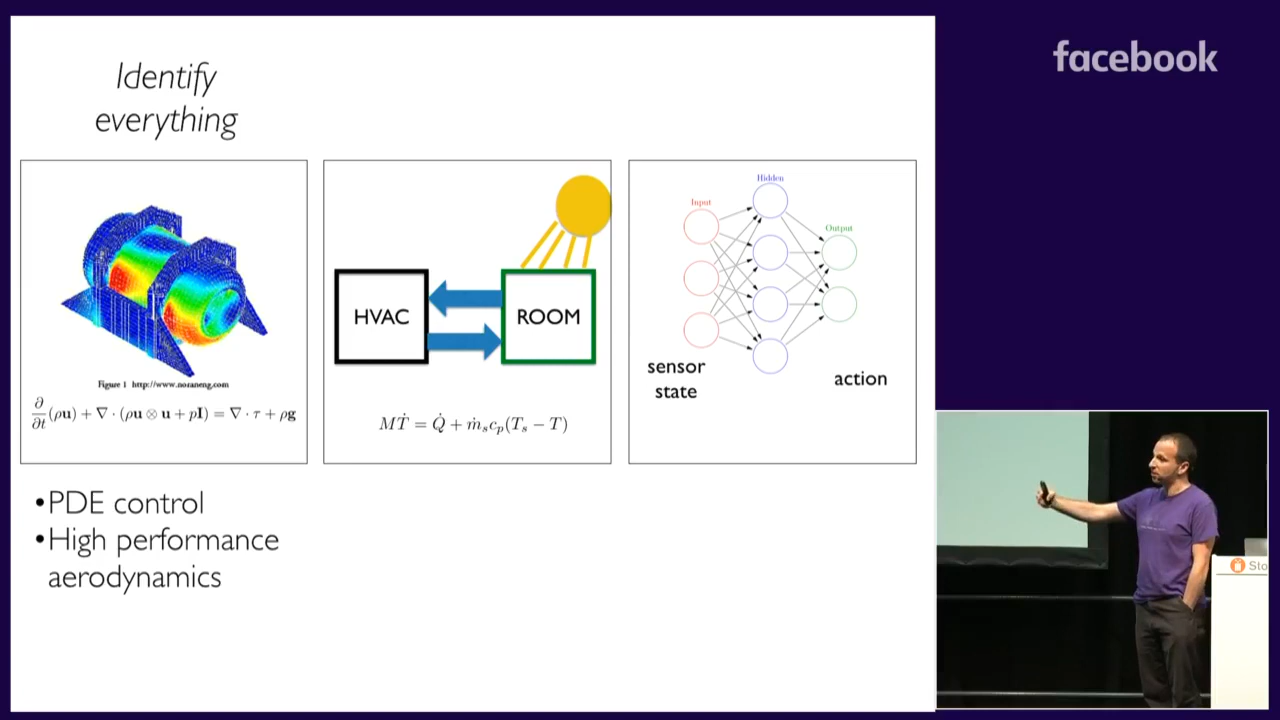 facebook
Identify
everything
Figure 1 http://www.noraneng.com
∂/∂t (ρu) + ∇ · (ρu ⊗ u + pI) = ∇ · τ + ρg
HVAC
ROOM
MṪ = Q̇ + ṁ_s c_p (T_s − T)
Hidden
Input
Output
sensor
state
action
•PDE control
•High performance
aerodynamics
Sto